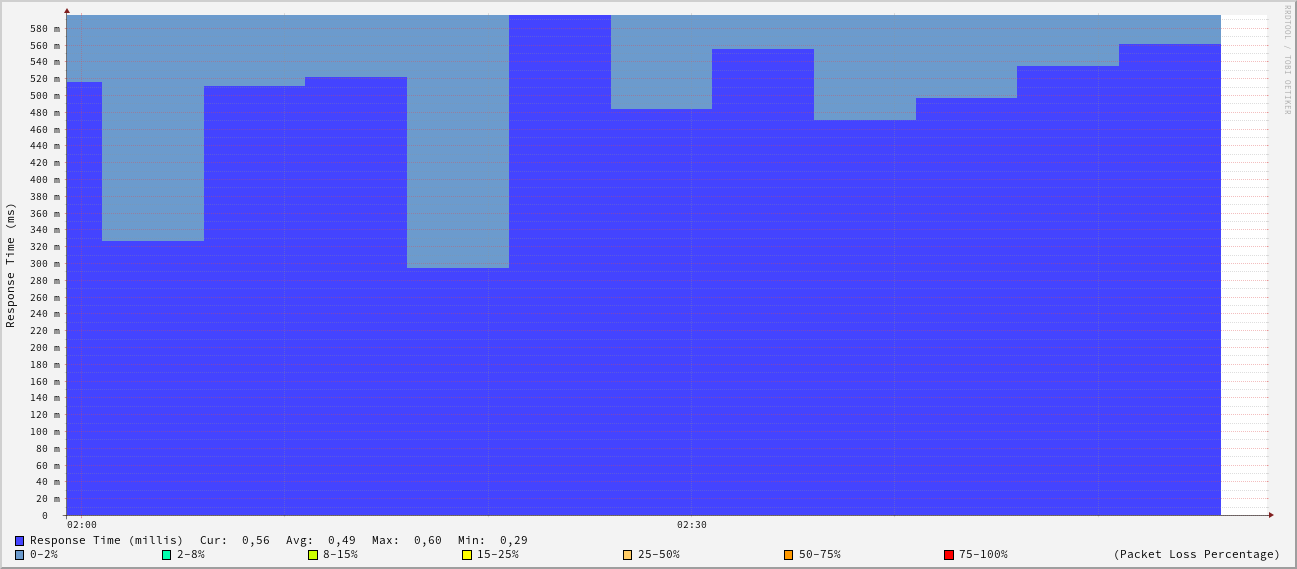 RRDTOOL / TOBI OETIKER
Response Time (ms)
580 m
560 m
540 m
520 m
500 m
480 m
460 m
440 m
420 m
400 m
380 m
360 m
340 m
320 m
300 m
280 m
260 m
240 m
220 m
200 m
180 m
160 m
140 m
120 m
100 m
80 m
60 m
40 m
20 m
0
02:00 02:30
Response Time (millis) Cur: 0,56 Avg: 0,49 Max: 0,60 Min: 0,29
0-2% 2-8% 8-15% 15-25% 25-50% 50-75% 75-100% (Packet Loss Percentage)